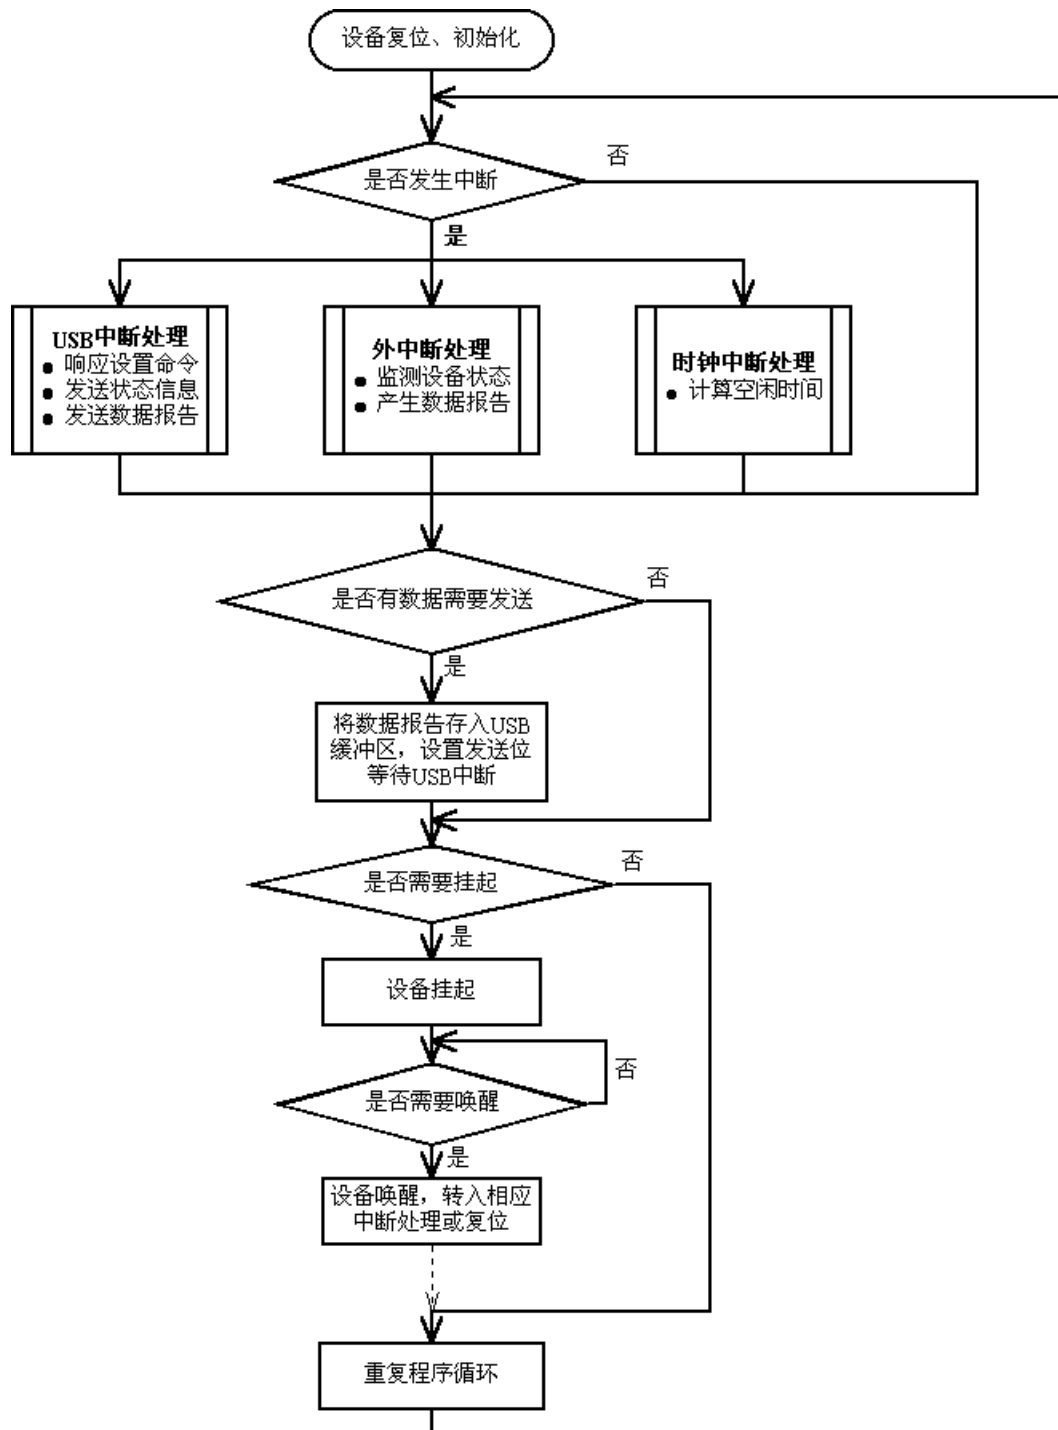 设备复位、初始化
否
是否发生中断
是
USB中断处理
● 响应设置命令
● 发送状态信息
● 发送数据报告
外中断处理
● 监测设备状态
● 产生数据报告
时钟中断处理
● 计算空闲时间
否
是否有数据需要发送
是
将数据报告存入USB
缓冲区，设置发送位
等待USB中断
否
是否需要挂起
是
设备挂起
否
是否需要唤醒
是
设备唤醒，转入相应
中断处理或复位
重复程序循环